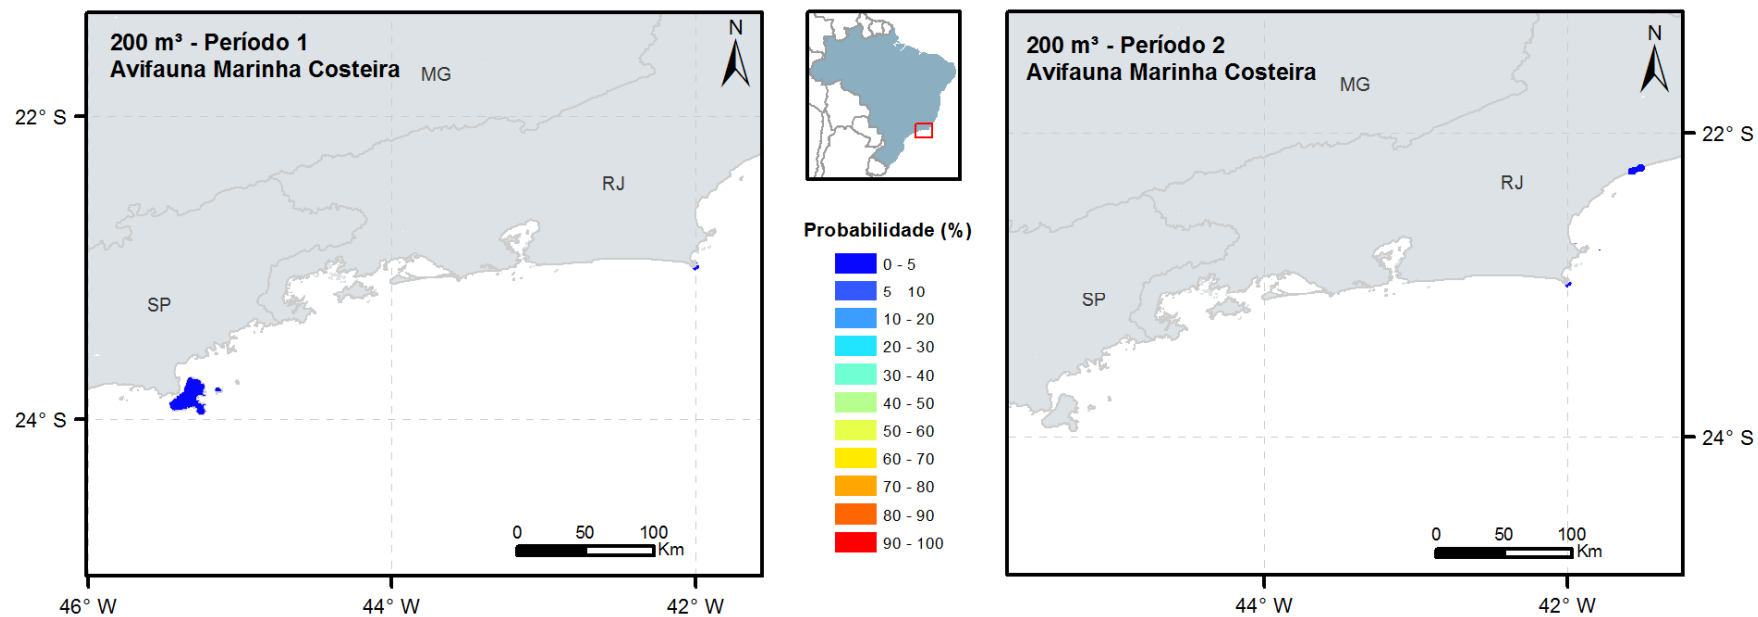 200 m³ - Período 1
Avifauna Marinha Costeira
MG
N
22° S
RJ
SP
24° S
0 50 100
Km
46° W 44° W 42° W
Probabilidade (%)
0 - 5
5 10
10 - 20
20 - 30
30 - 40
40 - 50
50 - 60
60 - 70
70 - 80
80 - 90
90 - 100
200 m³ - Período 2
Avifauna Marinha Costeira
MG
N
22° S
RJ
SP
24° S
0 50 100
Km
44° W 42° W